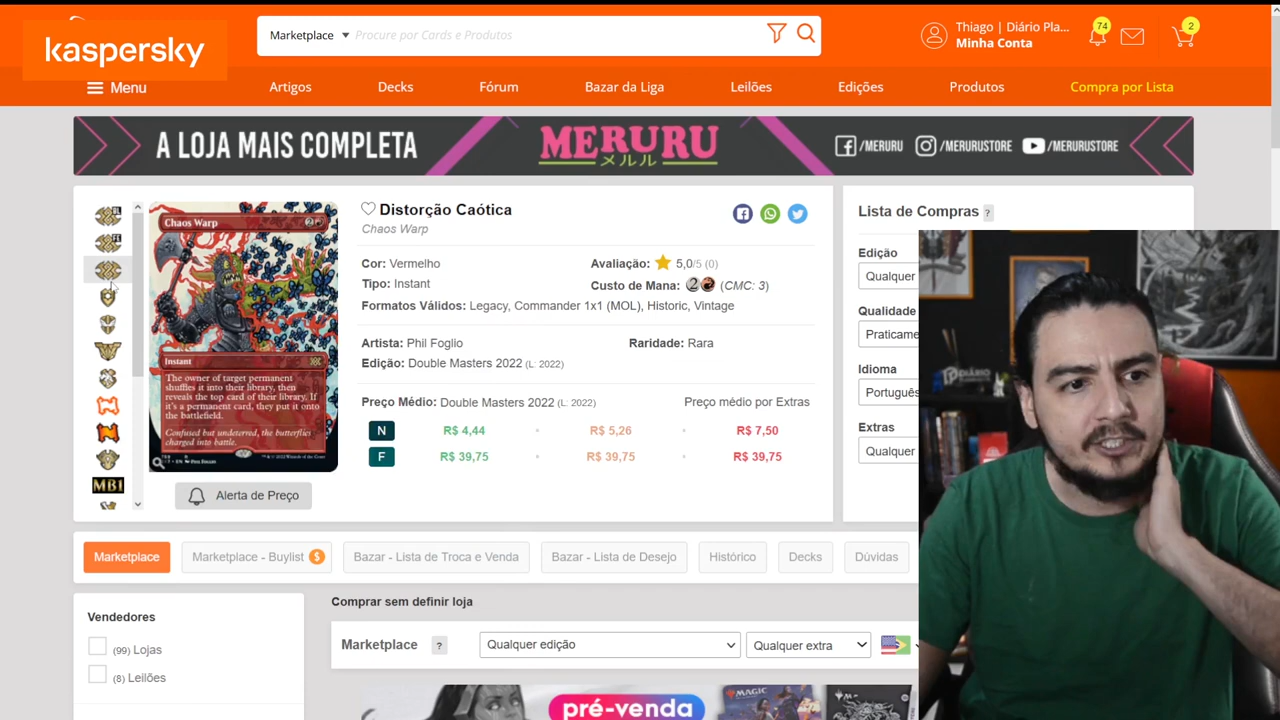 kaspersky
Marketplace
Procure por Cards e Produtos
Thiago | Diário Pla...
Minha Conta
74
2
Menu
Artigos
Decks
Fórum
Bazar da Liga
Leilões
Edições
Produtos
Compra por Lista
A LOJA MAIS COMPLETA
MERURU
メルル
/MERURU
/MERURUSTORE
/MERURUSTORE
Chaos Warp
2
Instant
The owner of target permanent
shuffles it into their library, then
reveals the top card of their library. If
it's a permanent card, they put it onto
the battlefield.
Confused but undeterred, the butterflies
charged into battle.
MB1
Alerta de Preço
Distorção Caótica
Chaos Warp
Cor: Vermelho
Avaliação: 5,0/5 (0)
Tipo: Instant
Custo de Mana: 2 (CMC: 3)
Formatos Válidos: Legacy, Commander 1x1 (MOL), Historic, Vintage
Artista: Phil Foglio
Raridade: Rara
Edição: Double Masters 2022 (L: 2022)
Preço Médio: Double Masters 2022 (L: 2022)
Preço médio por Extras
N R$ 4,44 R$ 5,26 R$ 7,50
F R$ 39,75 R$ 39,75 R$ 39,75
Lista de Compras ?
Edição
Qualquer
Qualidade
Praticame
Idioma
Português
Extras
Qualquer
Marketplace
Marketplace - Buylist $
Bazar - Lista de Troca e Venda
Bazar - Lista de Desejo
Histórico
Decks
Dúvidas
Vendedores
(99) Lojas
(8) Leilões
Comprar sem definir loja
Marketplace ?
Qualquer edição
Qualquer extra
pré-venda
MAGIC